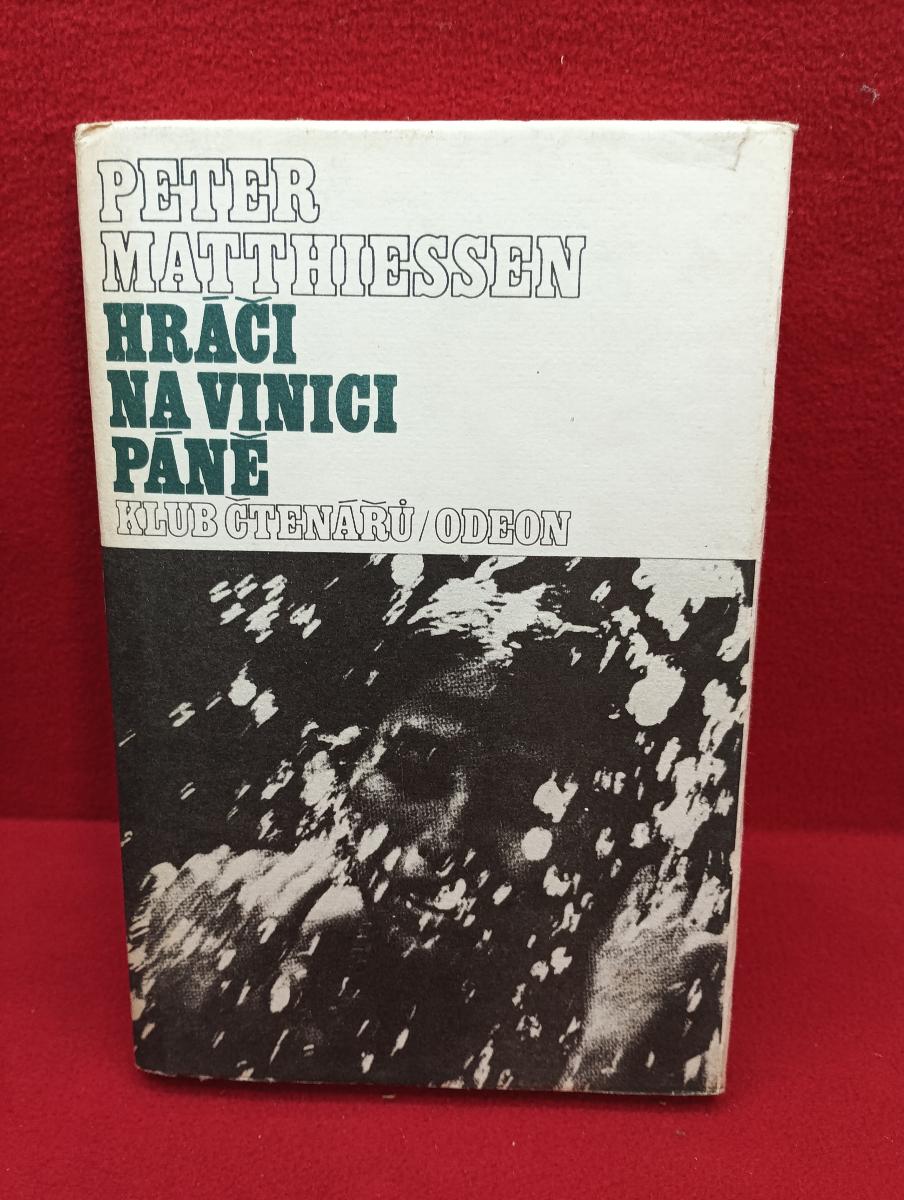 PETER
MATTHIESSEN
HRÁČI
NA VINICI
PÁNĚ
KLUB ČTENÁŘŮ/ODEON